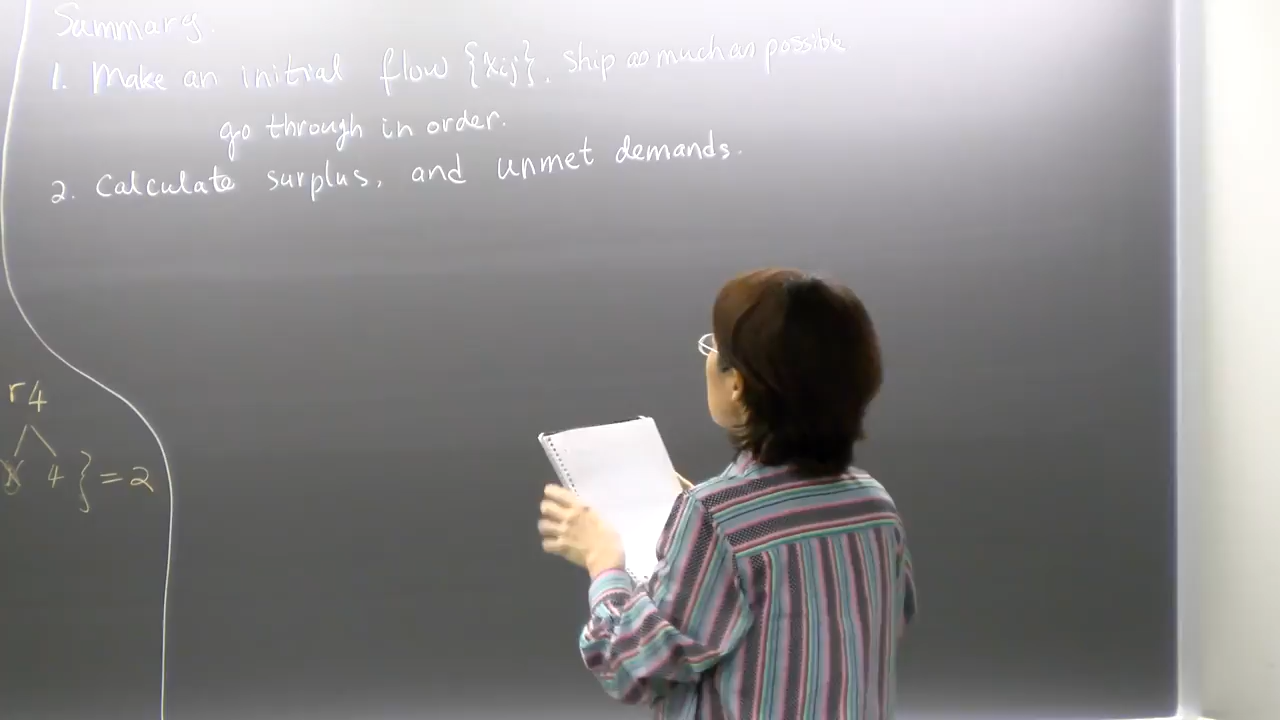 Summary.
1. Make an initial flow {xij}. Ship as much as possible
go through in order.
2. Calculate surplus, and unmet demands.
r4
4 } = 2